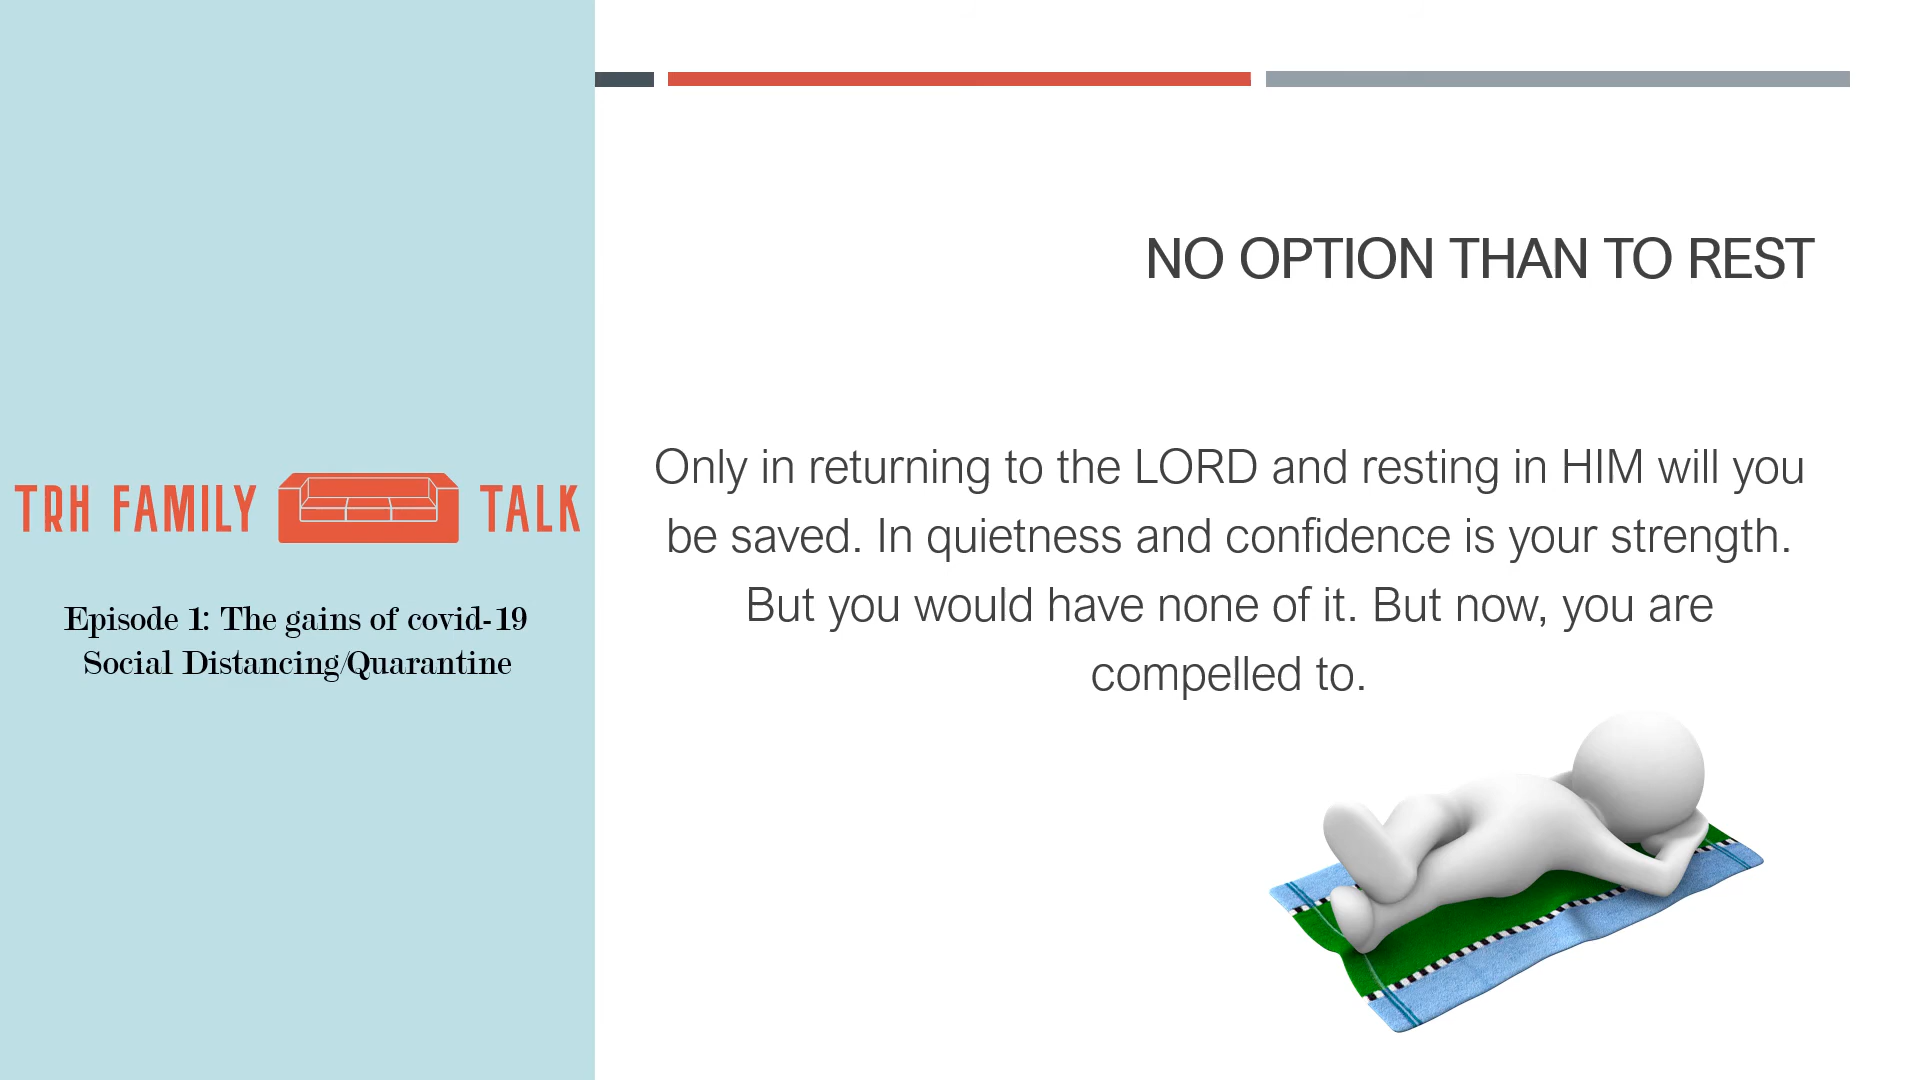 TRH FAMILY TALK
Episode 1: The gains of covid-19
Social Distancing/Quarantine
NO OPTION THAN TO REST
Only in returning to the LORD and resting in HIM will you
be saved. In quietness and confidence is your strength.
But you would have none of it. But now, you are
compelled to.